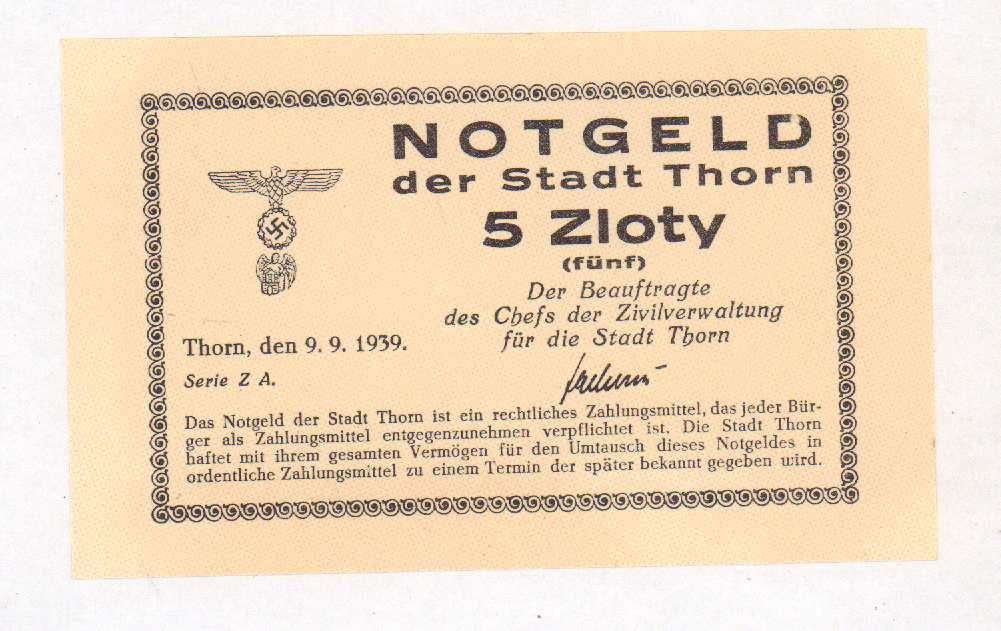 NOTGELD
der Stadt Thorn
5 Zloty
(fünf)
Der Beauftragte
des Chefs der Zivilverwaltung
für die Stadt Thorn
Thorn, den 9. 9. 1939.
Serie Z A.
Das Notgeld der Stadt Thorn ist ein rechtliches Zahlungsmittel, das jeder Bür-
ger als Zahlungsmittel entgegenzunehmen verpflichtet ist. Die Stadt Thorn
haftet mit ihrem gesamten Vermögen für den Umtausch dieses Notgeldes in
ordentliche Zahlungsmittel zu einem Termin der später bekannt gegeben wird.